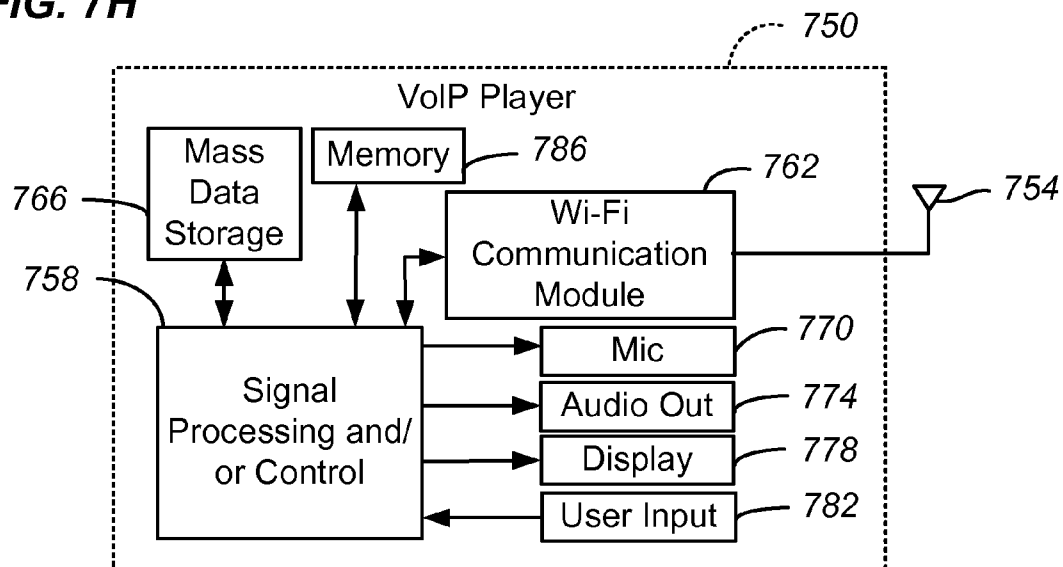 FIG. 7H
750
VoIP Player
Mass
Data
Storage
Memory
786
762
754
766
Wi-Fi
Communication
Module
758
770
Mic
Signal
Processing and/
or Control
Audio Out
774
Display
778
User Input
782